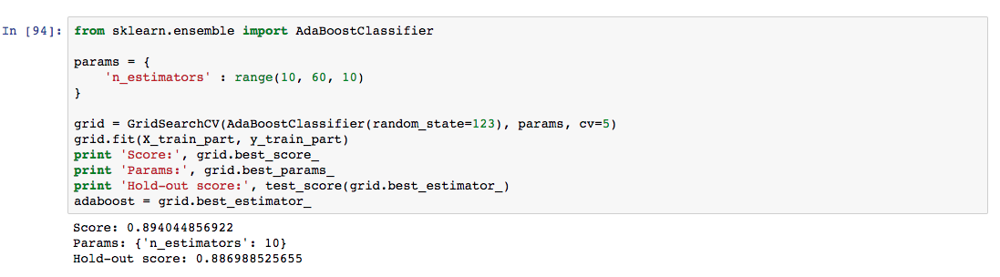 In [94]: from sklearn.ensemble import AdaBoostClassifier
params = {
'n_estimators' : range(10, 60, 10)
}
grid = GridSearchCV(AdaBoostClassifier(random_state=123), params, cv=5)
grid.fit(X_train_part, y_train_part)
print 'Score:', grid.best_score_
print 'Params:', grid.best_params_
print 'Hold-out score:', test_score(grid.best_estimator_)
adaboost = grid.best_estimator_
Score: 0.894044856922
Params: {'n_estimators': 10}
Hold-out score: 0.886988525655